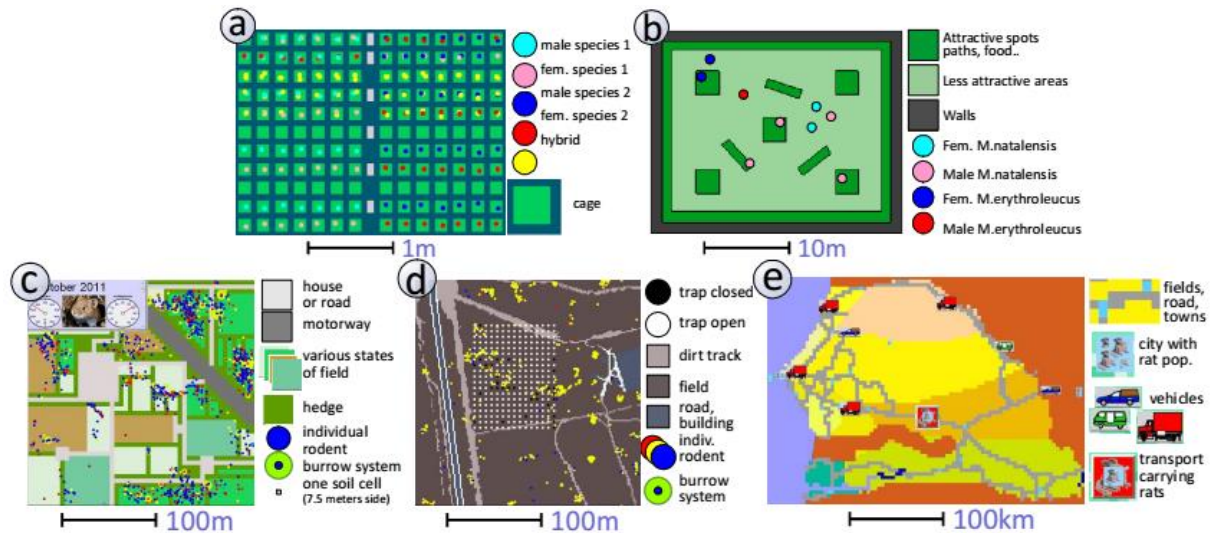 a
male species 1
fem. species 1
male species 2
fem. species 2
hybrid
cage
1m
b
Attractive spots
paths, food..
Less attractive areas
Walls
Fem. M.natalensis
Male M.natalensis
Fem. M.erythroleucus
Male M.erythroleucus
10m
c
tober 2011
house
or road
motorway
various states
of field
hedge
individual
rodent
burrow system
one soil cell
(7.5 meters side)
100m
d
trap closed
trap open
dirt track
field
road,
building
indiv.
rodent
burrow
system
100m
e
fields,
road,
towns
city with
rat pop.
vehicles
transport
carrying
rats
100km